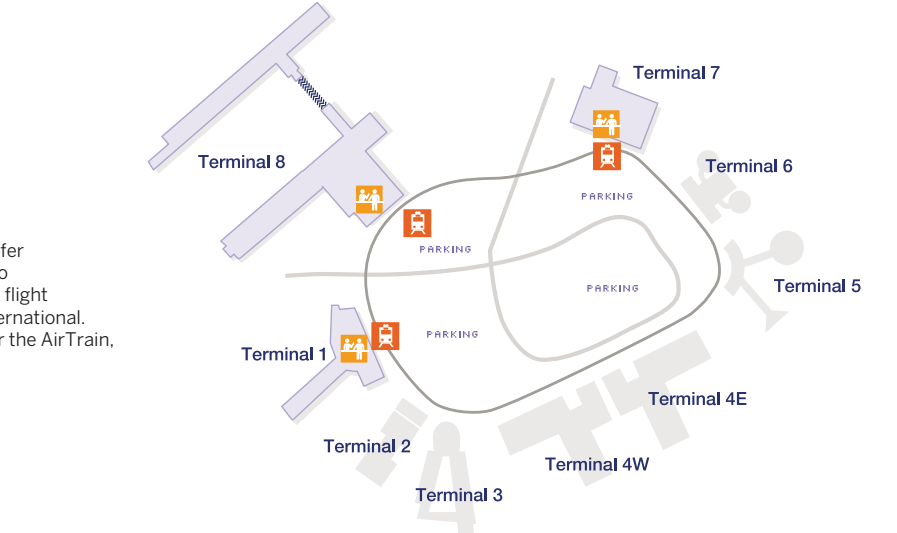 Terminal 7
Terminal 8
Terminal 6
PARKING
fer
PARKING
flight
ernational.
the AirTrain,
PARKING
Terminal 5
PARKING
Terminal 1
Terminal 4E
Terminal 2
Terminal 4W
Terminal 3